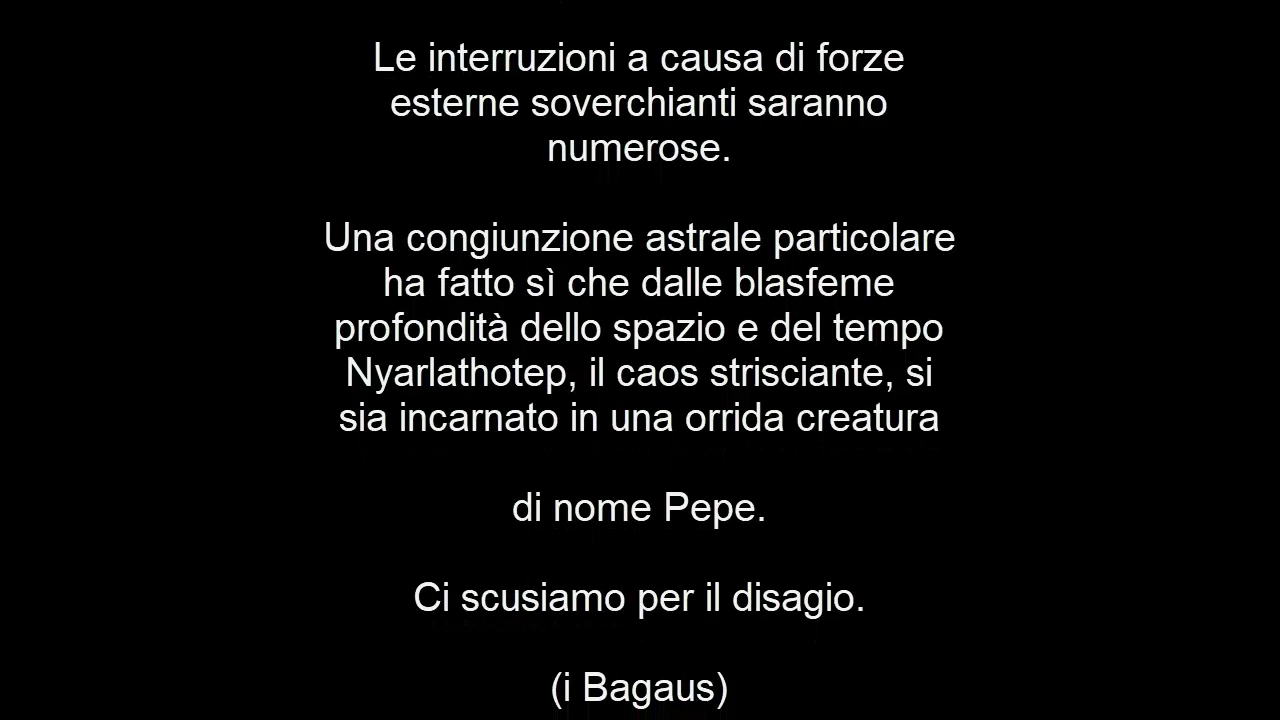 Le interruzioni a causa di forze
esterne soverchianti saranno
numerose.
Una congiunzione astrale particolare
ha fatto sì che dalle blasfeme
profondità dello spazio e del tempo
Nyarlathotep, il caos strisciante, si
sia incarnato in una orrida creatura
di nome Pepe.
Ci scusiamo per il disagio.
(i Bagaus)